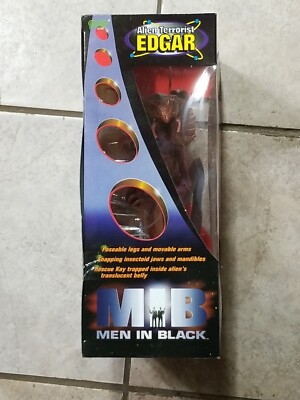 Alien Terrorist
EDGAR
Poseable legs and movable arms
Snapping insectoid jaws and mandibles
Rescue Kay trapped inside alien's
translucent belly
MIB
MEN IN BLACK™